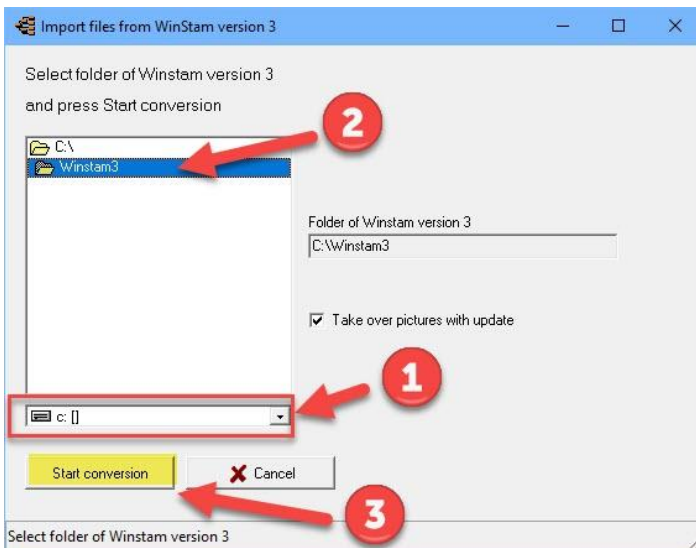 Import files from WinStam version 3
Select folder of Winstam version 3
and press Start conversion
2
C:\
Winstam3
Folder of Winstam version 3
C:\Winstam3
Take over pictures with update
1
c: []
Start conversion
Cancel
3
Select folder of Winstam version 3